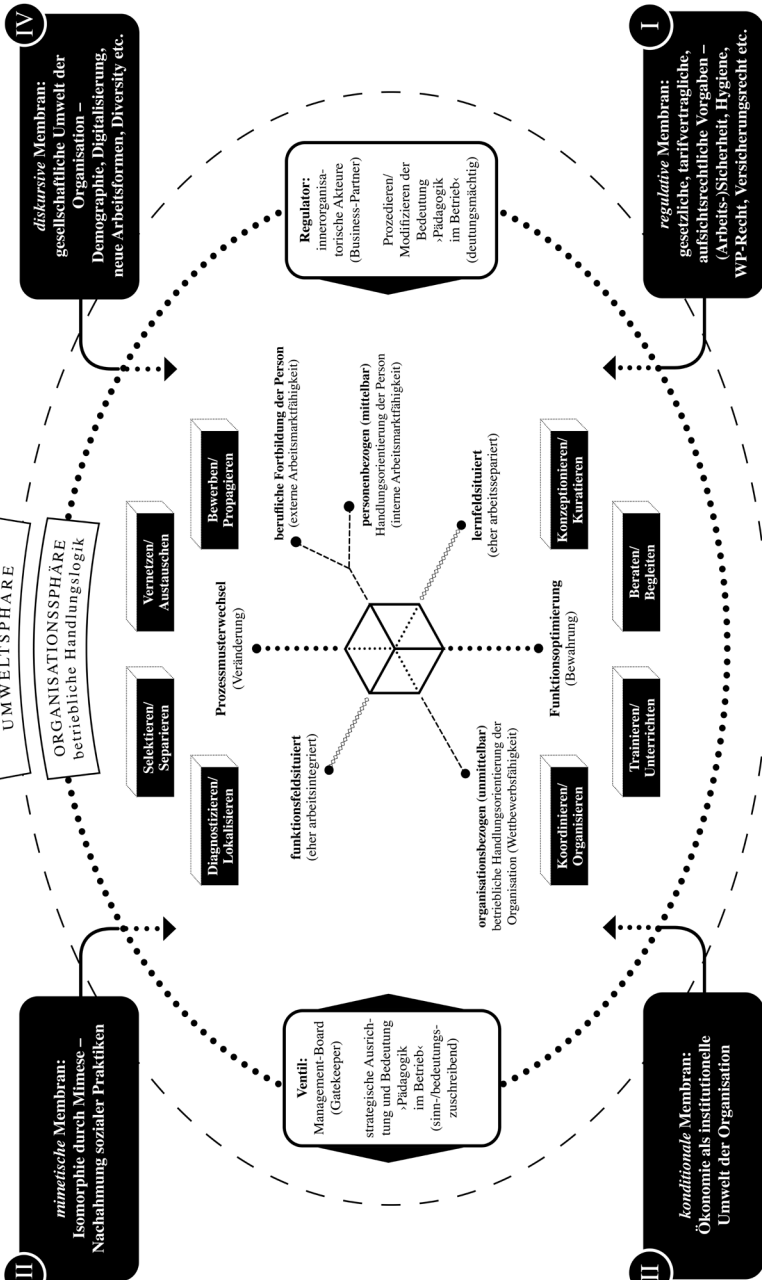 UMWELTSPHÄRE
ORGANISATIONSSPHÄRE
betriebliche Handlungslogik
mimetische Membran:
Isomorphie durch Mimese –
Nachahmung sozialer Praktiken
IV
diskursive Membran:
gesellschaftliche Umwelt der
Organisation –
Demographie, Digitalisierung,
neue Arbeitsformen, Diversity etc.
Selektieren/
Separieren
Vernetzen/
Austauschen
Diagnostizieren/
Lokalisieren
Bewerben/
Propagieren
Prozessmusterwechsel
(Veränderung)
funktionsfeldsituiert
(eher arbeitsintegriert)
berufliche Fortbildung der Person
(externe Arbeitsmarktfähigkeit)
personenbezogen (mittelbar)
Handlungsorientierung der Person
(interne Arbeitsmarktfähigkeit)
Ventil:
Management-Board
(Gatekeeper)
strategische Ausrich-
tung und Bedeutung
›Pädagogik
im Betrieb‹
(sinn-/bedeutungs-
zuschreibend)
Regulator:
innerorganisa-
torische Akteure
(Business-Partner)
Prozedieren/
Modifizieren der
Bedeutung
›Pädagogik
im Betrieb‹
(deutungsmächtig)
organisationsbezogen (unmittelbar)
betriebliche Handlungsorientierung der
Organisation (Wettbewerbsfähigkeit)
lernfeldsituiert
(eher arbeitssepariert)
Funktionsoptimierung
(Bewahrung)
Koordinieren/
Organisieren
Konzeptionieren/
Kuratieren
Trainieren/
Unterrichten
Beraten/
Begleiten
konditionale Membran:
Ökonomie als institutionelle
Umwelt der Organisation
I
regulative Membran:
gesetzliche, tarifvertragliche,
aufsichtsrechtliche Vorgaben –
(Arbeits-)Sicherheit, Hygiene,
WP-Recht, Versicherungsrecht etc.